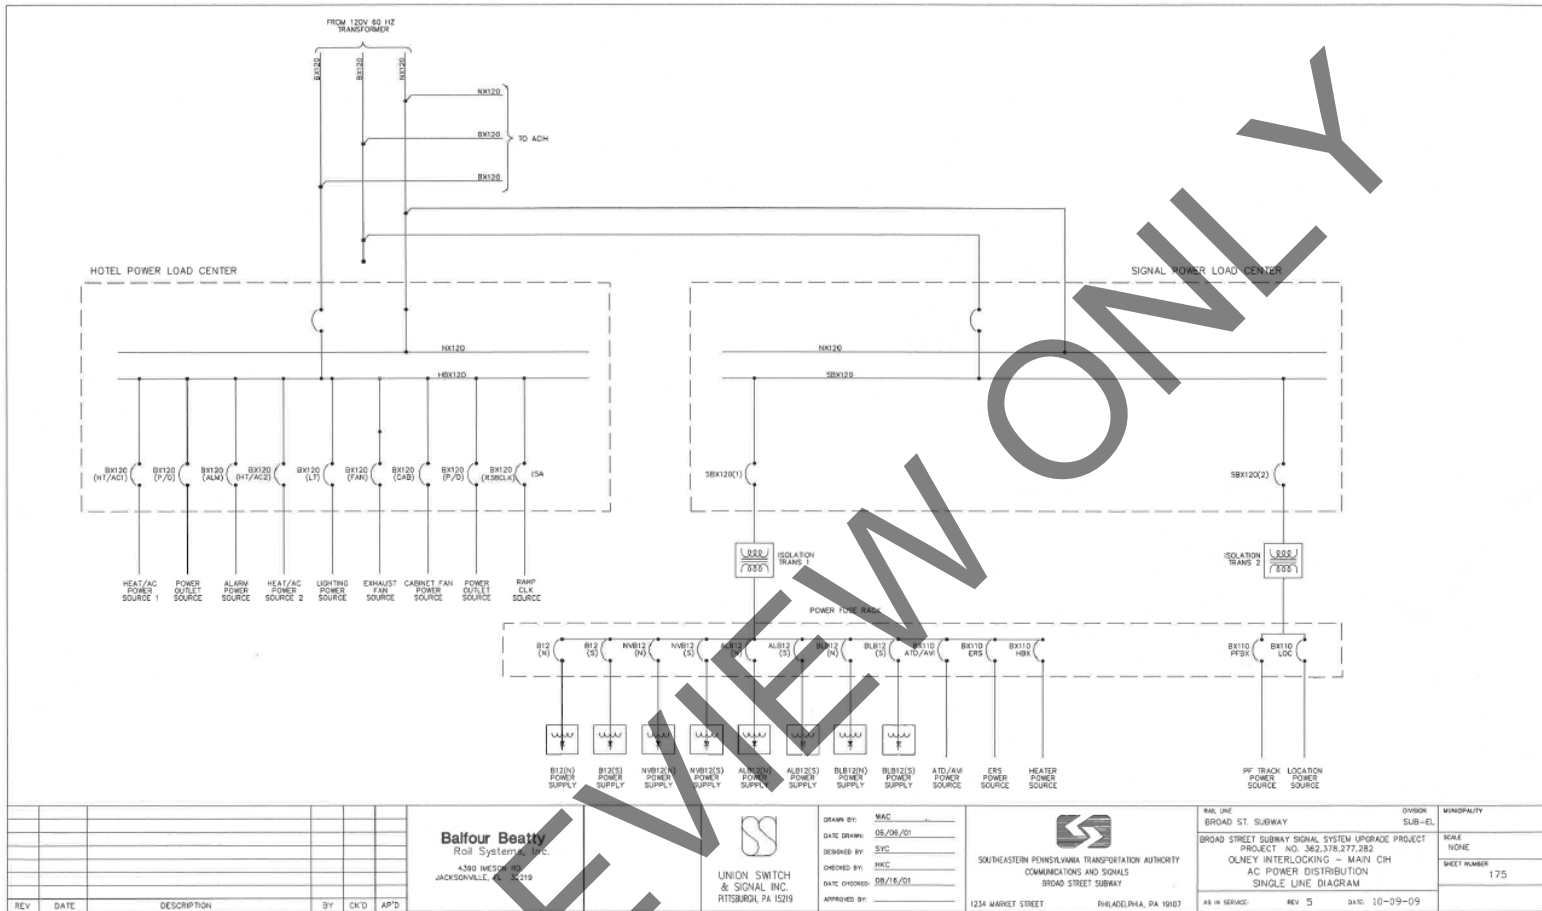 FROM 120V 60 HZ
TRANSFORMER
BX120
BX120
NX120
NX120
BX120
TO ACH
BX120
HOTEL POWER LOAD CENTER
SIGNAL POWER LOAD CENTER
NX120
HBX120
NX120
SBX120
BX120
(HT/AC1)
BX120
(P/O)
BX120
(ALM)
BX120
(HT/AC2)
BX120
(LT)
BX120
(FAN)
BX120
(CAB)
BX120
(P/O)
BX120
(RSBCLK)
15A
SBX120(1)
SBX120(2)
ISOLATION
TRANS 1
ISOLATION
TRANS 2
HEAT/AC
POWER
SOURCE 1
POWER
OUTLET
SOURCE
ALARM
POWER
SOURCE
HEAT/AC
POWER
SOURCE 2
LIGHTING
POWER
SOURCE
EXHAUST
FAN
SOURCE
CABINET FAN
POWER
SOURCE
POWER
OUTLET
SOURCE
RAMP
CLK
SOURCE
POWER FUSE RACK
B12
(N)
B12
(S)
NVB12
(N)
NVB12
(S)
ALB12
(N)
ALB12
(S)
BLB12
(N)
BLB12
(S)
BX110
ATD/AVI
BX110
ERS
BX110
HBX
BX110
PFBX
BX110
LOC
B12(N)
POWER
SUPPLY
B12(S)
POWER
SUPPLY
NVB12(N)
POWER
SUPPLY
NVB12(S)
POWER
SUPPLY
ALB12(N)
POWER
SUPPLY
ALB12(S)
POWER
SUPPLY
BLB12(N)
POWER
SUPPLY
BLB12(S)
POWER
SUPPLY
ATD/AVI
POWER
SOURCE
ERS
POWER
SOURCE
HEATER
POWER
SOURCE
PF TRACK
POWER
SOURCE
LOCATION
POWER
SOURCE
EVIEW ONLY
REV DATE DESCRIPTION BY CK'D AP'D
Balfour Beatty
Rail Systems, Inc.
4390 IMESON RD.
JACKSONVILLE, FL 32219
UNION SWITCH
& SIGNAL INC.
PITTSBURGH, PA 15219
DRAWN BY: WAC
DATE DRAWN: 06/06/01
DESIGNED BY: SYC
CHECKED BY: HKC
DATE CHECKED: 08/16/01
APPROVED BY:
SOUTHEASTERN PENNSYLVANIA TRANSPORTATION AUTHORITY
COMMUNICATIONS AND SIGNALS
BROAD STREET SUBWAY
1234 MARKET STREET PHILADELPHIA, PA 19107
RAIL LINE DIVISION
BROAD ST. SUBWAY SUB-EL
BROAD STREET SUBWAY SIGNAL SYSTEM UPGRADE PROJECT
PROJECT NO. 362,378,277,282
OLNEY INTERLOCKING - MAIN CIH
AC POWER DISTRIBUTION
SINGLE LINE DIAGRAM
AS IN SERVICE: REV 5 DATE: 10-09-09
MUNICIPALITY
SCALE
NONE
SHEET NUMBER
175